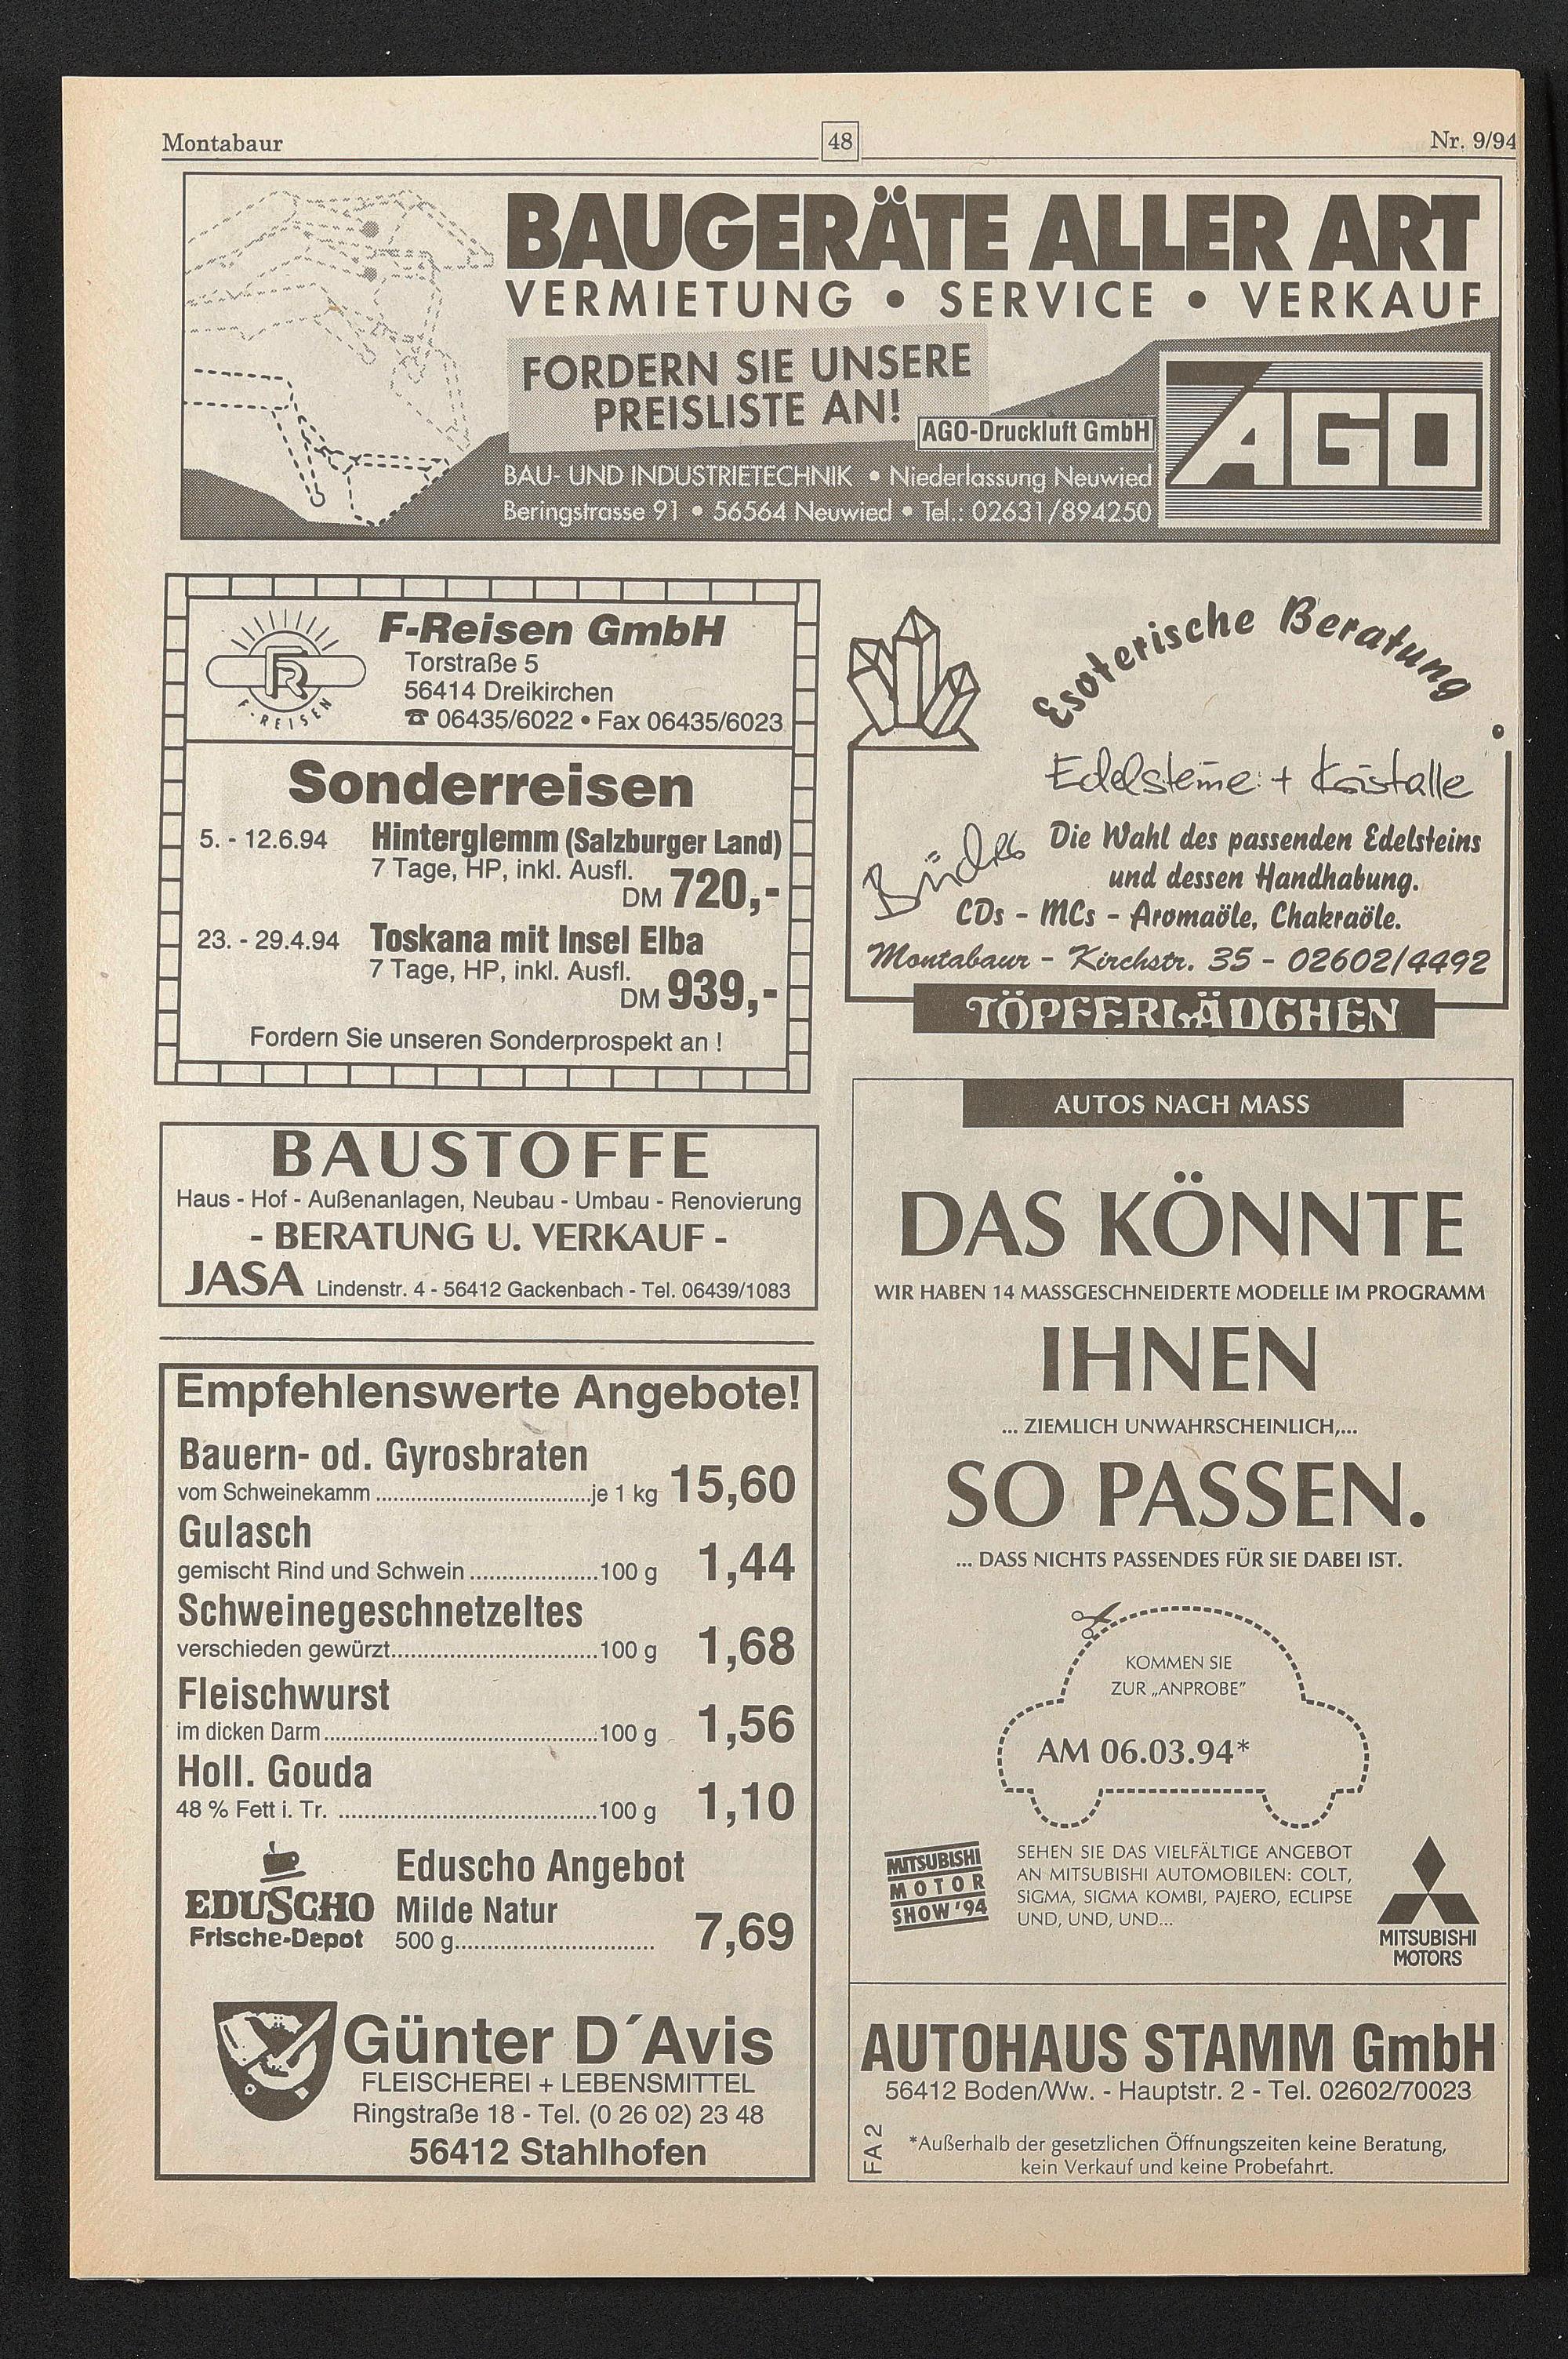 Montabaur
48
Nr. 9/94
BAUGERÄTE ALLER ART
VERMIETUNG • SERVICE • VERKAUF
FORDERN SIE UNSERE
PREISLISTE AN!
AGO-Druckluft GmbH
AGO
BAU- UND INDUSTRIETECHNIK • Niederlassung Neuwied
Beringstrasse 91 • 56564 Neuwied • Tel.: 02631/894250
F-Reisen GmbH
Torstraße 5
56414 Dreikirchen
☎ 06435/6022 • Fax 06435/6023
FR
F-REISEN
Sonderreisen
5. - 12.6.94 Hinterglemm (Salzburger Land)
7 Tage, HP, inkl. Ausfl.
DM 720,-
23. - 29.4.94 Toskana mit Insel Elba
7 Tage, HP, inkl. Ausfl.
DM 939,-
Fordern Sie unseren Sonderprospekt an !
BAUSTOFFE
Haus - Hof - Außenanlagen, Neubau - Umbau - Renovierung
- BERATUNG U. VERKAUF -
JASA Lindenstr. 4 - 56412 Gackenbach - Tel. 06439/1083
Empfehlenswerte Angebote!
Bauern- od. Gyrosbraten
vom Schweinekamm ....................................je 1 kg 15,60
Gulasch
gemischt Rind und Schwein .....................100 g 1,44
Schweinegeschnetzeltes
verschieden gewürzt..................................100 g 1,68
Fleischwurst
im dicken Darm.............................................100 g 1,56
Holl. Gouda
48 % Fett i. Tr. ...........................................100 g 1,10
EDUSCHO
Frische-Depot
Eduscho Angebot
Milde Natur
500 g................................. 7,69
Günter D´Avis
FLEISCHEREI + LEBENSMITTEL
Ringstraße 18 - Tel. (0 26 02) 23 48
56412 Stahlhofen
Esoterische Beratung
Edelsteine + Kristalle
Bücher
Die Wahl des passenden Edelsteins
und dessen Handhabung.
CDs - MCs - Aromaöle, Chakraöle.
Montabaur - Kirchstr. 35 - 02602/4492
TÖPFERLÄDCHEN
AUTOS NACH MASS
DAS KÖNNTE
WIR HABEN 14 MASSGESCHNEIDERTE MODELLE IM PROGRAMM
IHNEN
... ZIEMLICH UNWAHRSCHEINLICH,...
SO PASSEN.
... DASS NICHTS PASSENDES FÜR SIE DABEI IST.
KOMMEN SIE
ZUR „ANPROBE"
AM 06.03.94*
MITSUBISHI
MOTOR
SHOW '94
SEHEN SIE DAS VIELFÄLTIGE ANGEBOT
AN MITSUBISHI AUTOMOBILEN: COLT,
SIGMA, SIGMA KOMBI, PAJERO, ECLIPSE
UND, UND, UND...
MITSUBISHI
MOTORS
AUTOHAUS STAMM GmbH
56412 Boden/Ww. - Hauptstr. 2 - Tel. 02602/70023
FA 2
*Außerhalb der gesetzlichen Öffnungszeiten keine Beratung,
kein Verkauf und keine Probefahrt.